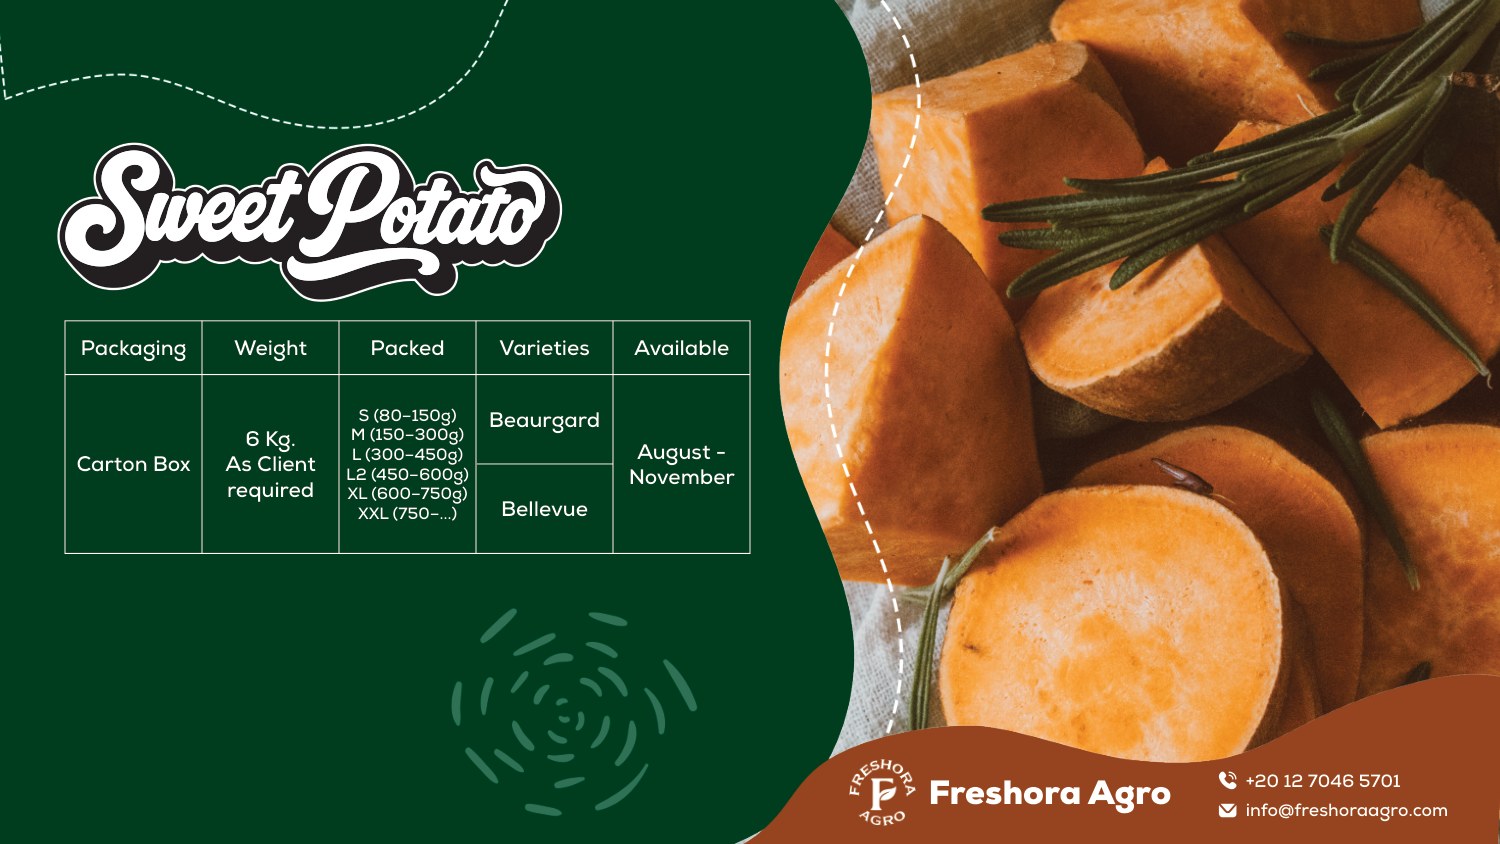 Sweet Potato
Packaging
Weight
Packed
Varieties
Available
Carton Box
6 Kg.
As Client
required
S (80–150g)
M (150–300g)
L (300–450g)
L2 (450–600g)
XL (600–750g)
XXL (750–...)
Beaurgard
Bellevue
August -
November
FRESHORA
F
AGRO
Freshora Agro
+20 12 7046 5701
info@freshoraagro.com